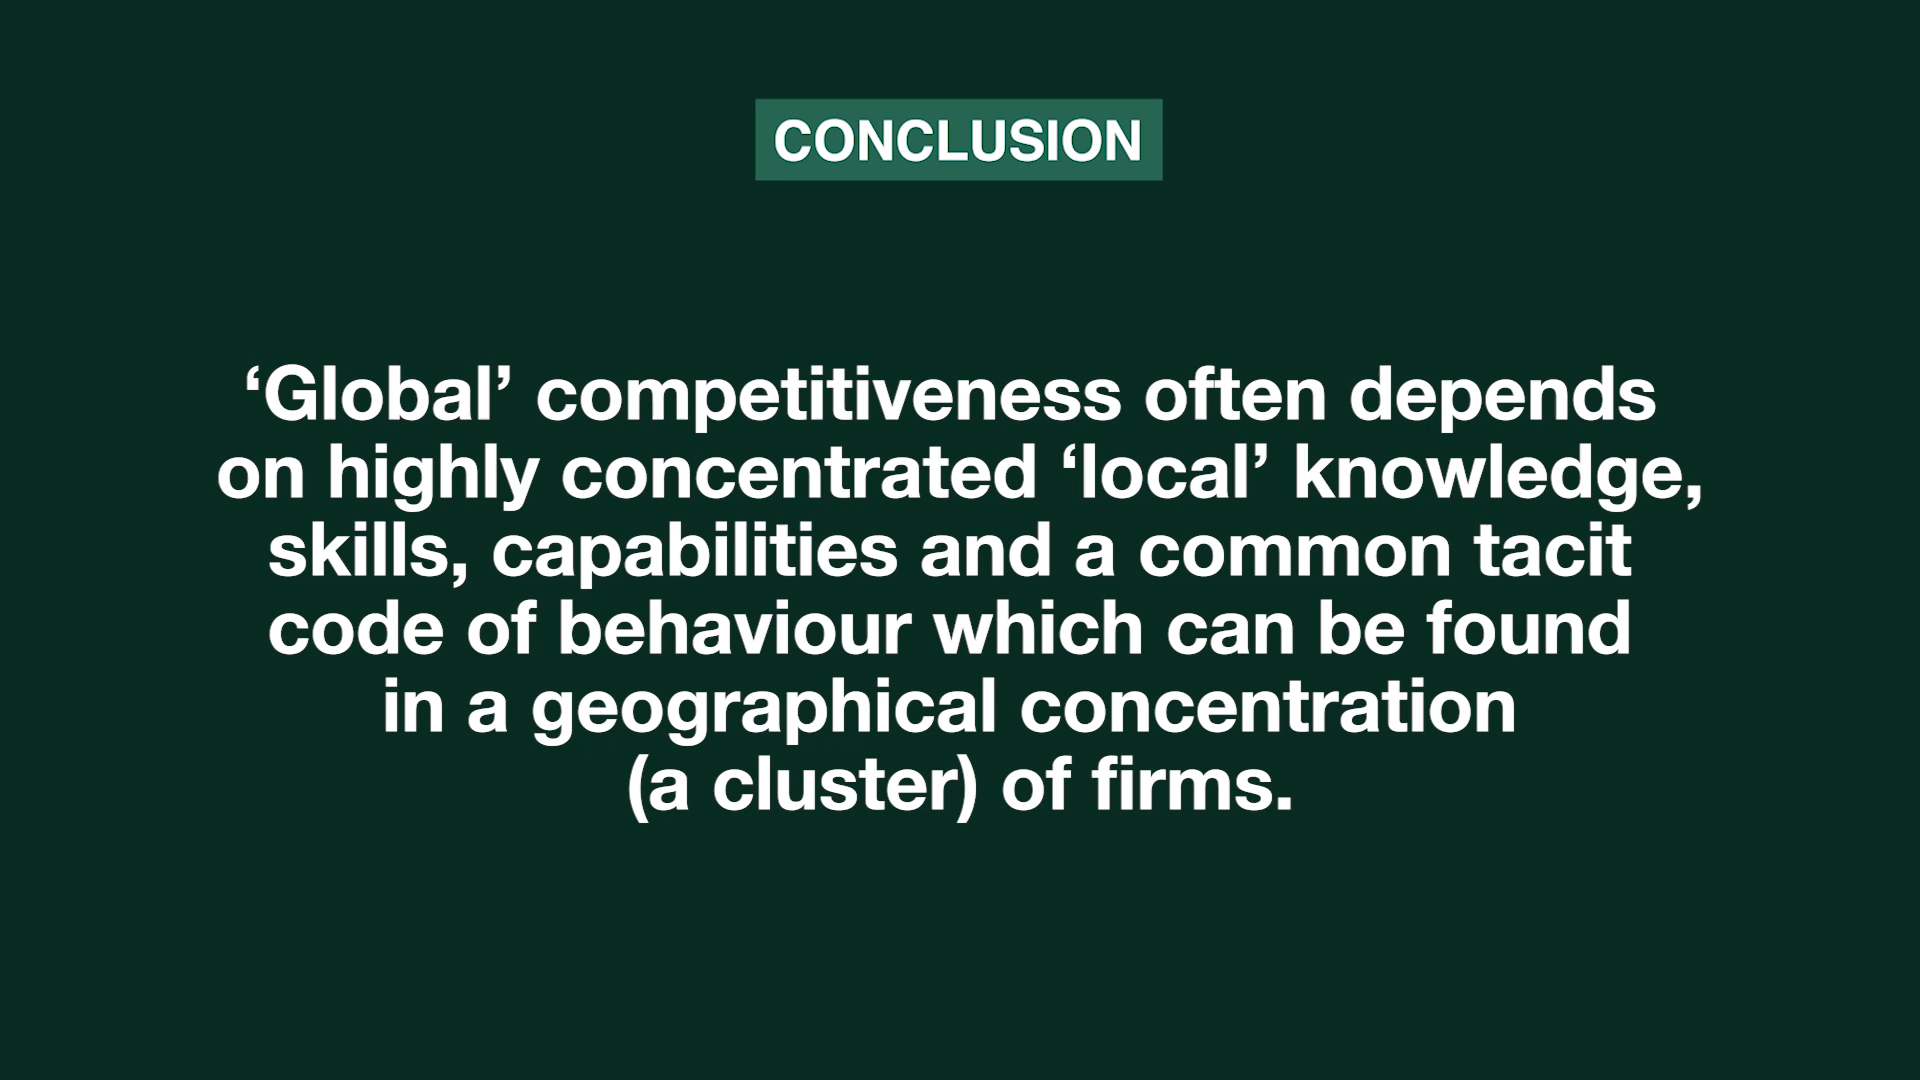 CONCLUSION
‘Global’ competitiveness often depends
on highly concentrated ‘local’ knowledge,
skills, capabilities and a common tacit
code of behaviour which can be found
in a geographical concentration
(a cluster) of firms.